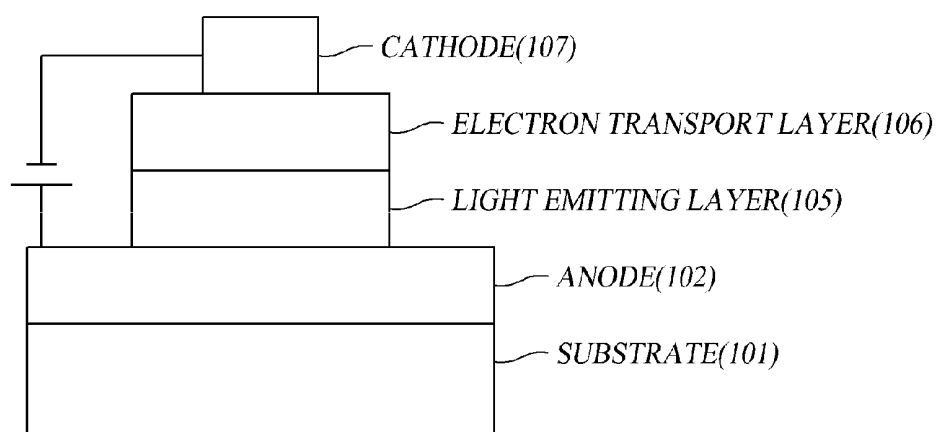 CATHODE(107)
ELECTRON TRANSPORT LAYER(106)
LIGHT EMITTING LAYER(105)
ANODE(102)
SUBSTRATE(101)